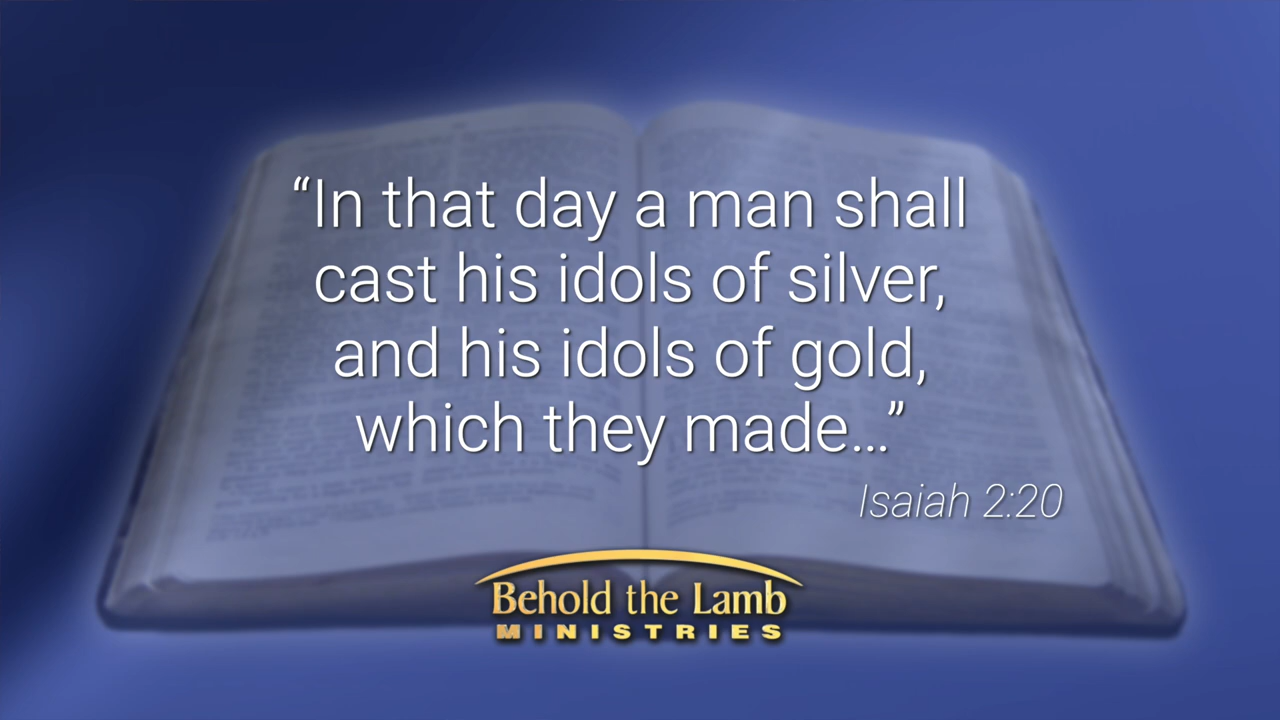 “In that day a man shall
cast his idols of silver,
and his idols of gold,
which they made...”
Isaiah 2:20
Behold the Lamb
MINISTRIES